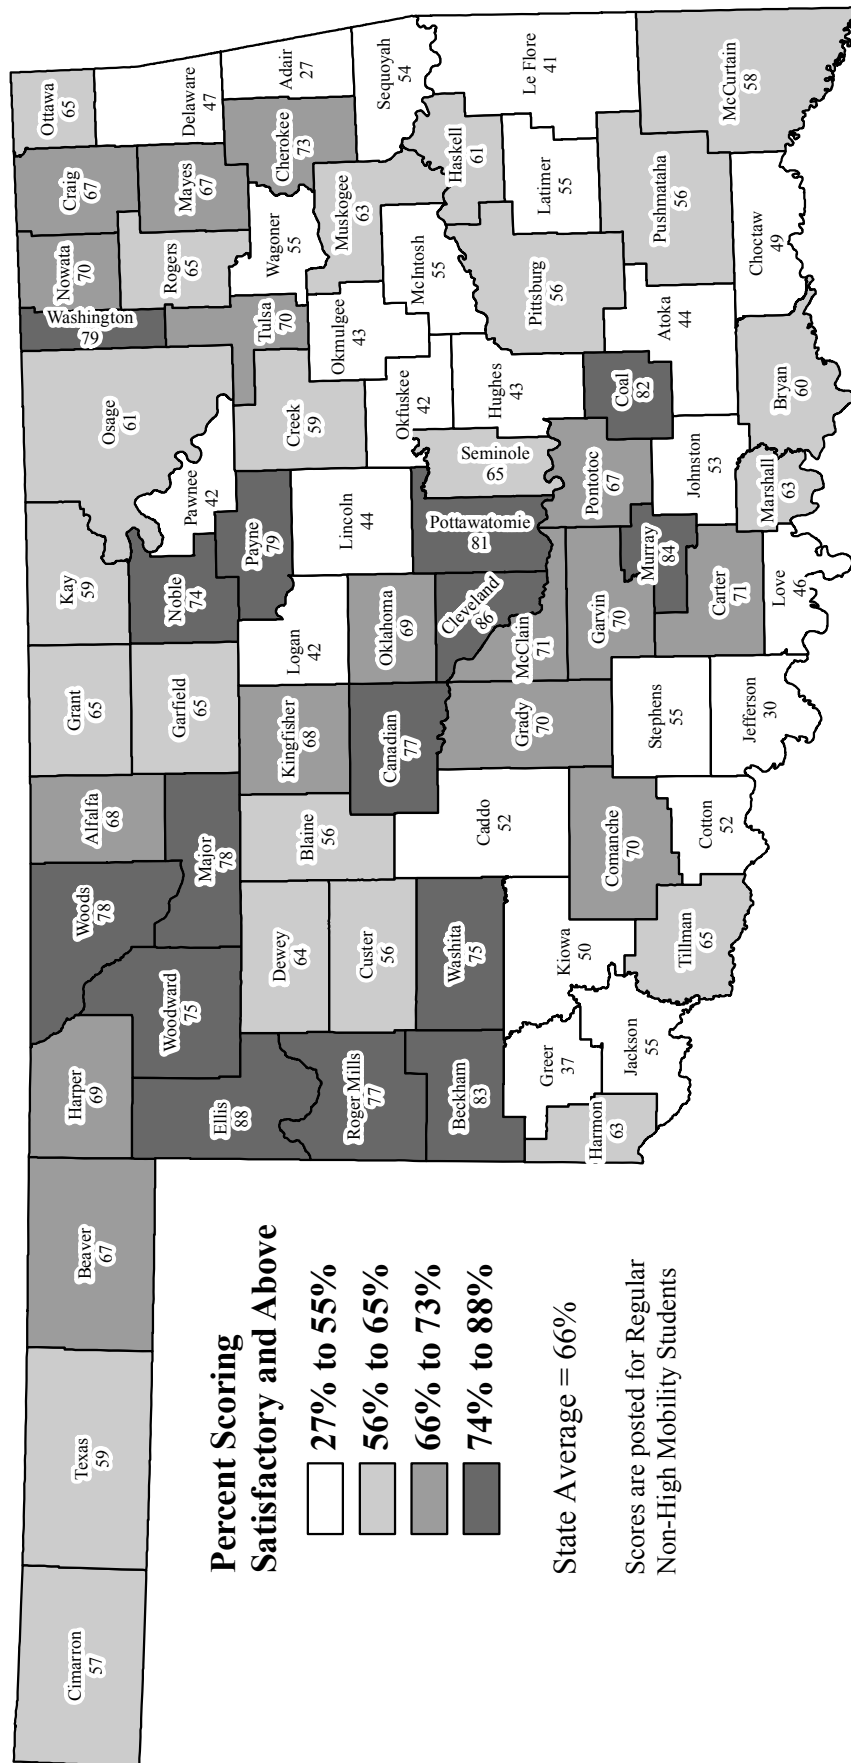 Cimarron
57
Texas
59
Beaver
67
Harper
69
Woods
78
Alfalfa
68
Grant
65
Kay
59
Osage
61
Washington
79
Nowata
70
Craig
67
Ottawa
65
Ellis
88
Woodward
75
Major
78
Garfield
65
Noble
74
Pawnee
42
Rogers
65
Mayes
67
Delaware
47
Roger Mills
77
Dewey
64
Blaine
56
Kingfisher
68
Logan
42
Payne
79
Creek
59
Tulsa
70
Wagoner
55
Cherokee
73
Adair
27
Custer
56
Canadian
77
Oklahoma
69
Lincoln
44
Okfuskee
42
Okmulgee
43
Muskogee
63
Sequoyah
54
Beckham
83
Washita
75
Caddo
52
Grady
70
McClain
71
Cleveland
86
Pottawatomie
81
Seminole
65
Hughes
43
McIntosh
55
Haskell
61
Le Flore
41
Harmon
63
Greer
37
Kiowa
50
Comanche
70
Stephens
55
Garvin
70
Murray
84
Pontotoc
67
Coal
82
Pittsburg
56
Latimer
55
Jackson
55
Tillman
65
Cotton
52
Jefferson
30
Carter
71
Love
46
Johnston
53
Marshall
63
Atoka
44
Bryan
60
Pushmataha
56
Choctaw
49
McCurtain
58
Percent Scoring
Satisfactory and Above
27% to 55%
56% to 65%
66% to 73%
74% to 88%
State Average = 66%
Scores are posted for Regular
Non-High Mobility Students